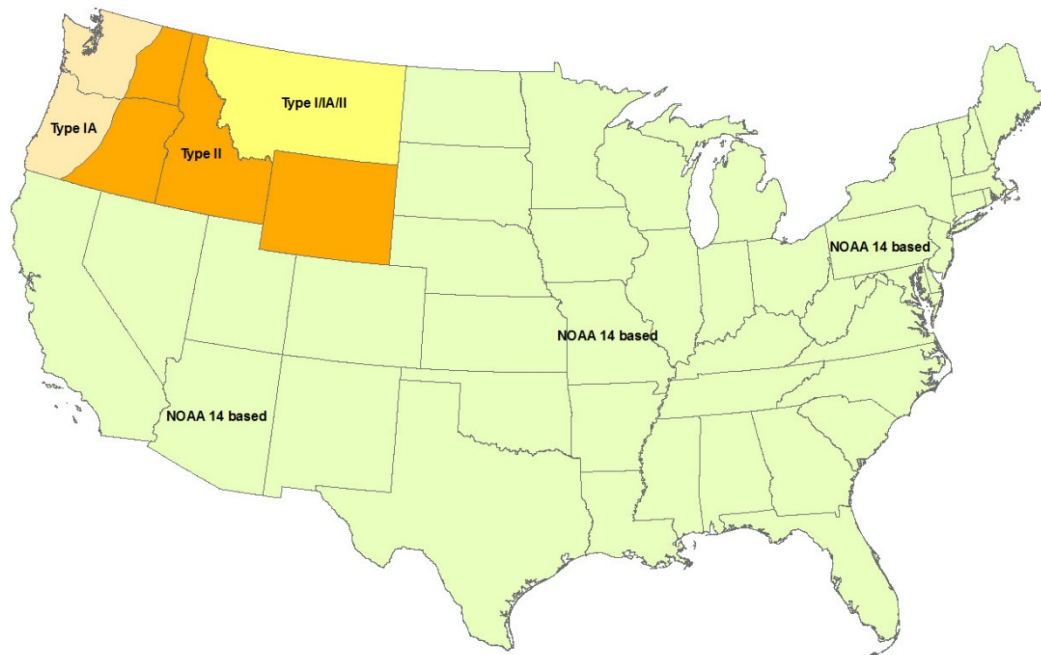 Type I/IA/II
Type IA
Type II
NOAA 14 based
NOAA 14 based
NOAA 14 based